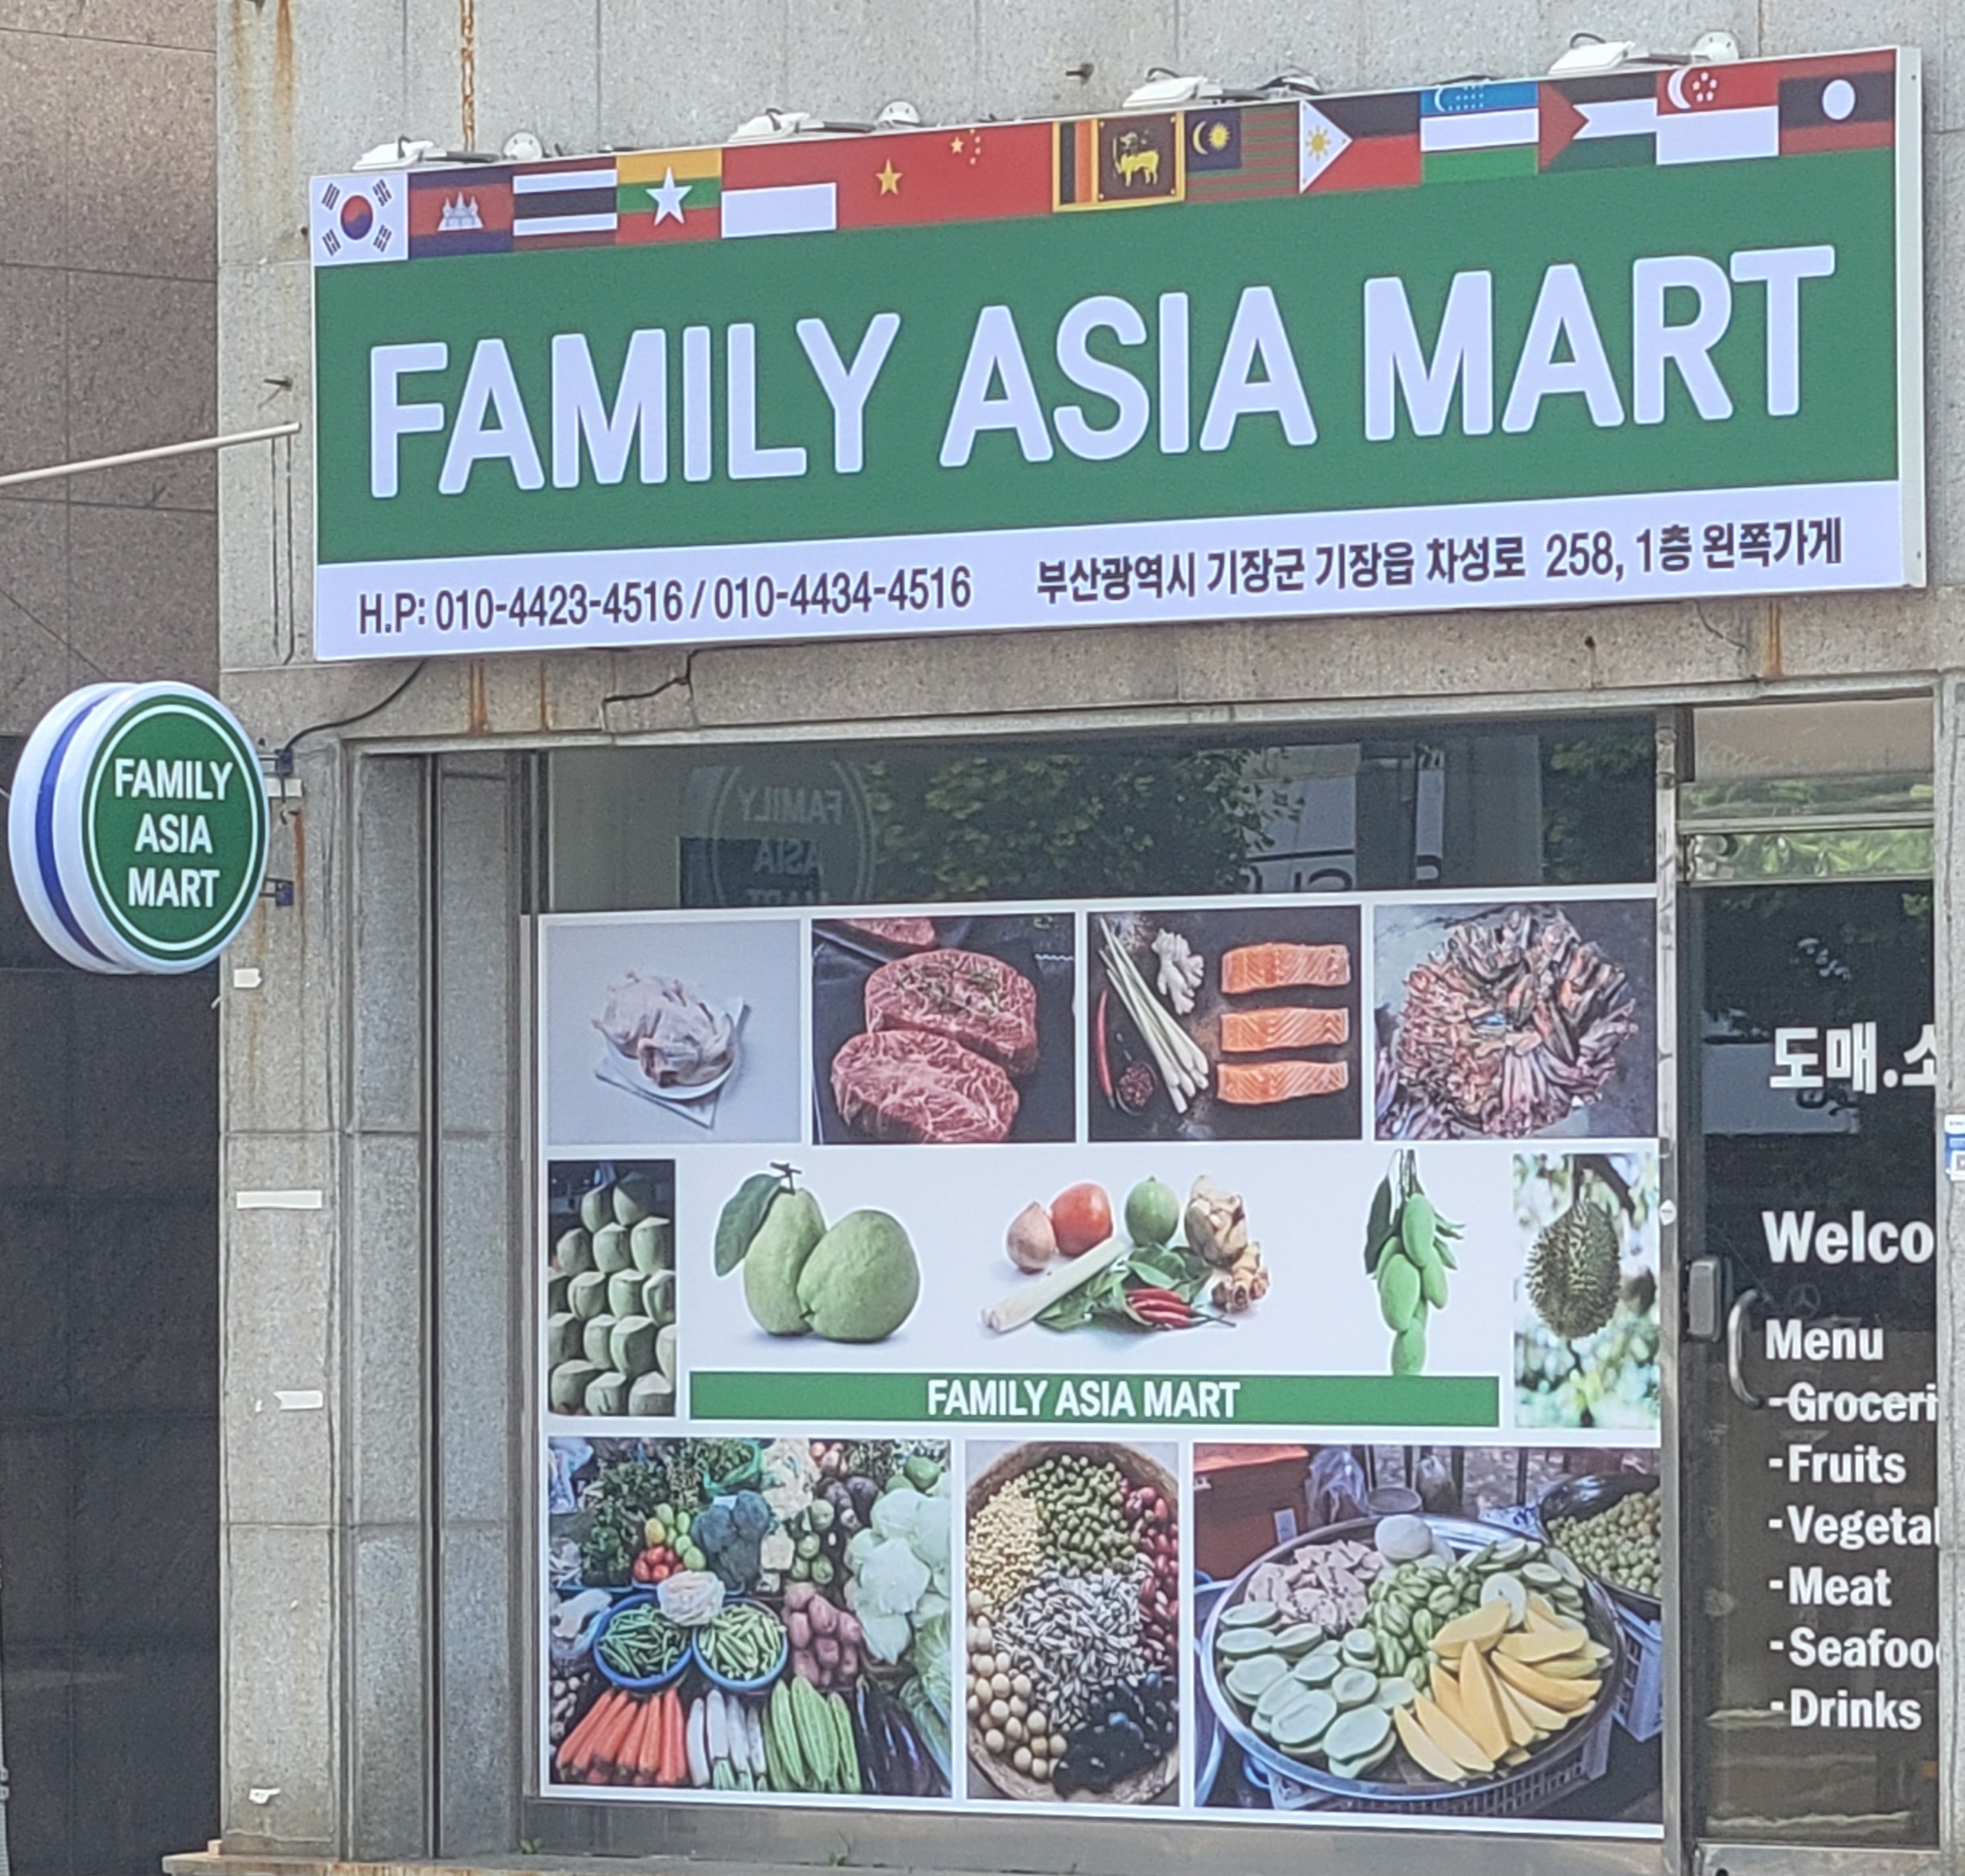 FAMILY ASIA MART
H.P: 010-4423-4516 / 010-4434-4516 부산광역시 기장군 기장읍 차성로 258, 1층 왼쪽가게
FAMILY
ASIA
MART
FAMILY
ASIA
FAMILY ASIA MART
도매.소
Welco
Menu
-Groceri
-Fruits
-Vegetal
-Meat
-Seafoo
-Drinks